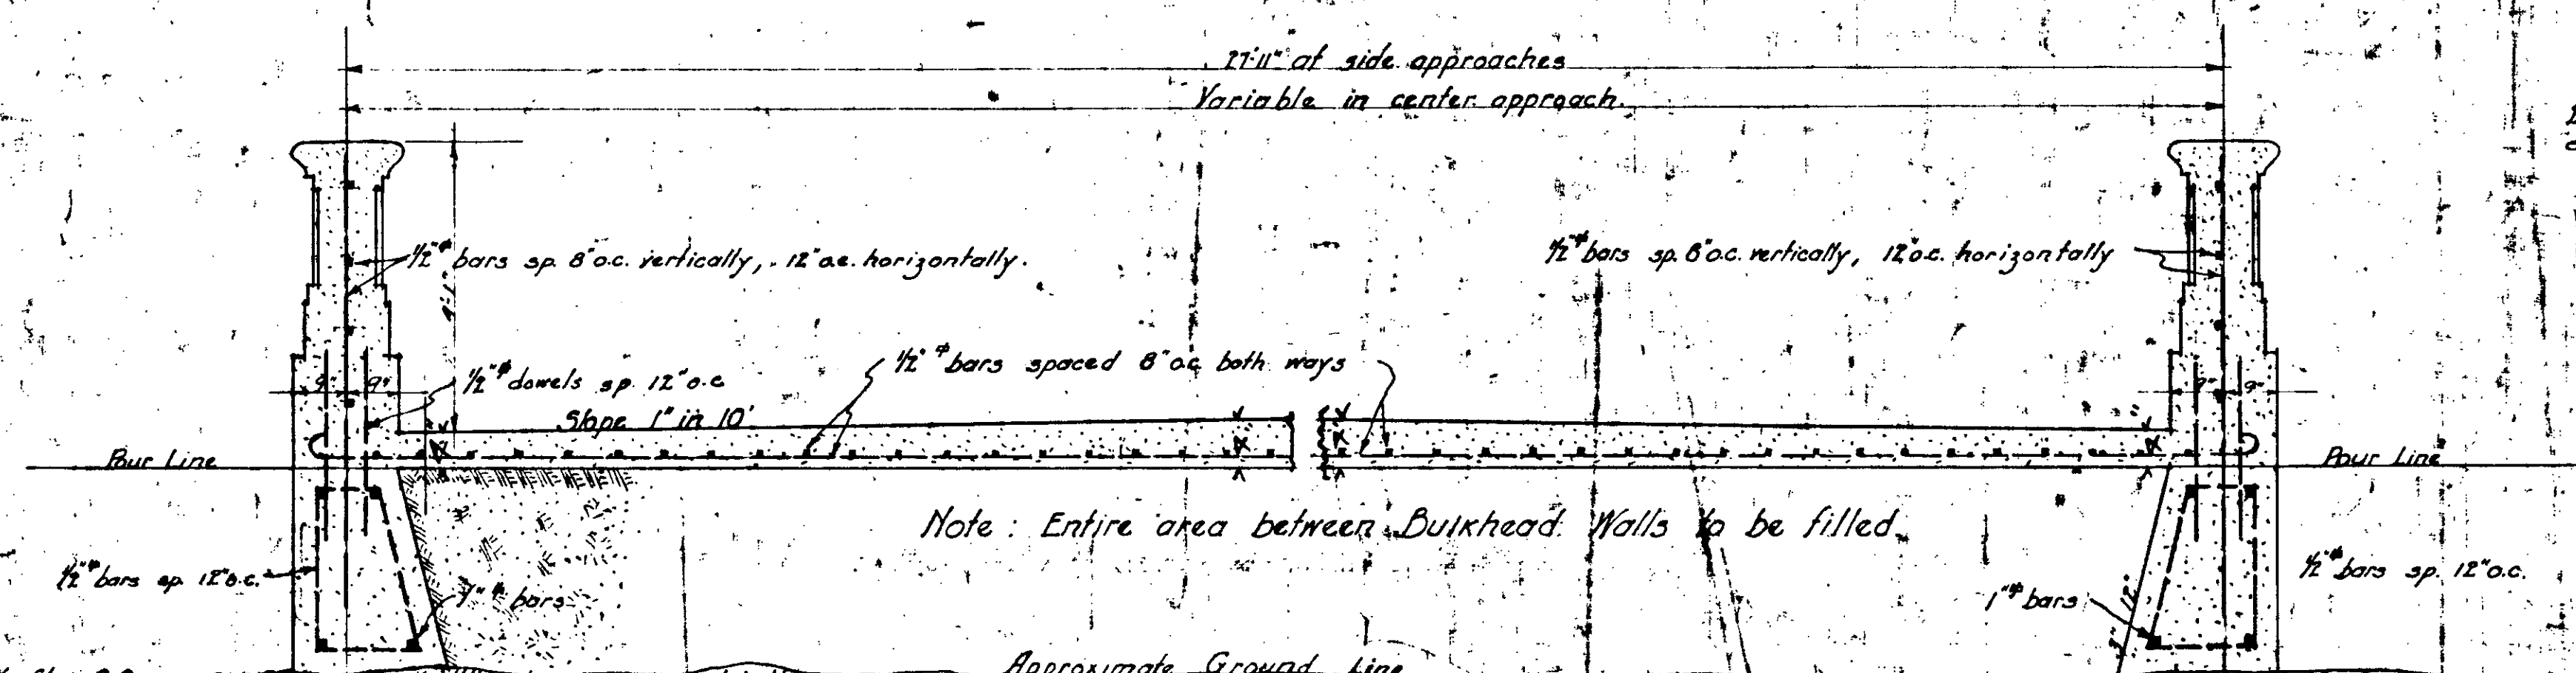 27'-11" at side approaches
Variable in center approach.
1/2"ᶲ bars sp. 8" o.c. vertically, 12" o.c. horizontally.
1/2"ᶲ bars sp. 8" o.c. vertically, 12" o.c. horizontally
1/2"ᶲ bars spaced 8" o.c. both ways
1/2"ᶲ dowels sp. 12" o.c
9" 9"
9" 9"
Slope 1" in 10'
Pour Line
Pour Line
Note: Entire area between Bulkhead Walls to be filled.
1/2"ᶲ bars sp. 12" o.c.
1"ᶲ bars
1"ᶲ bars
1/2"ᶲ bars sp. 12" o.c.
Approximate Ground Line